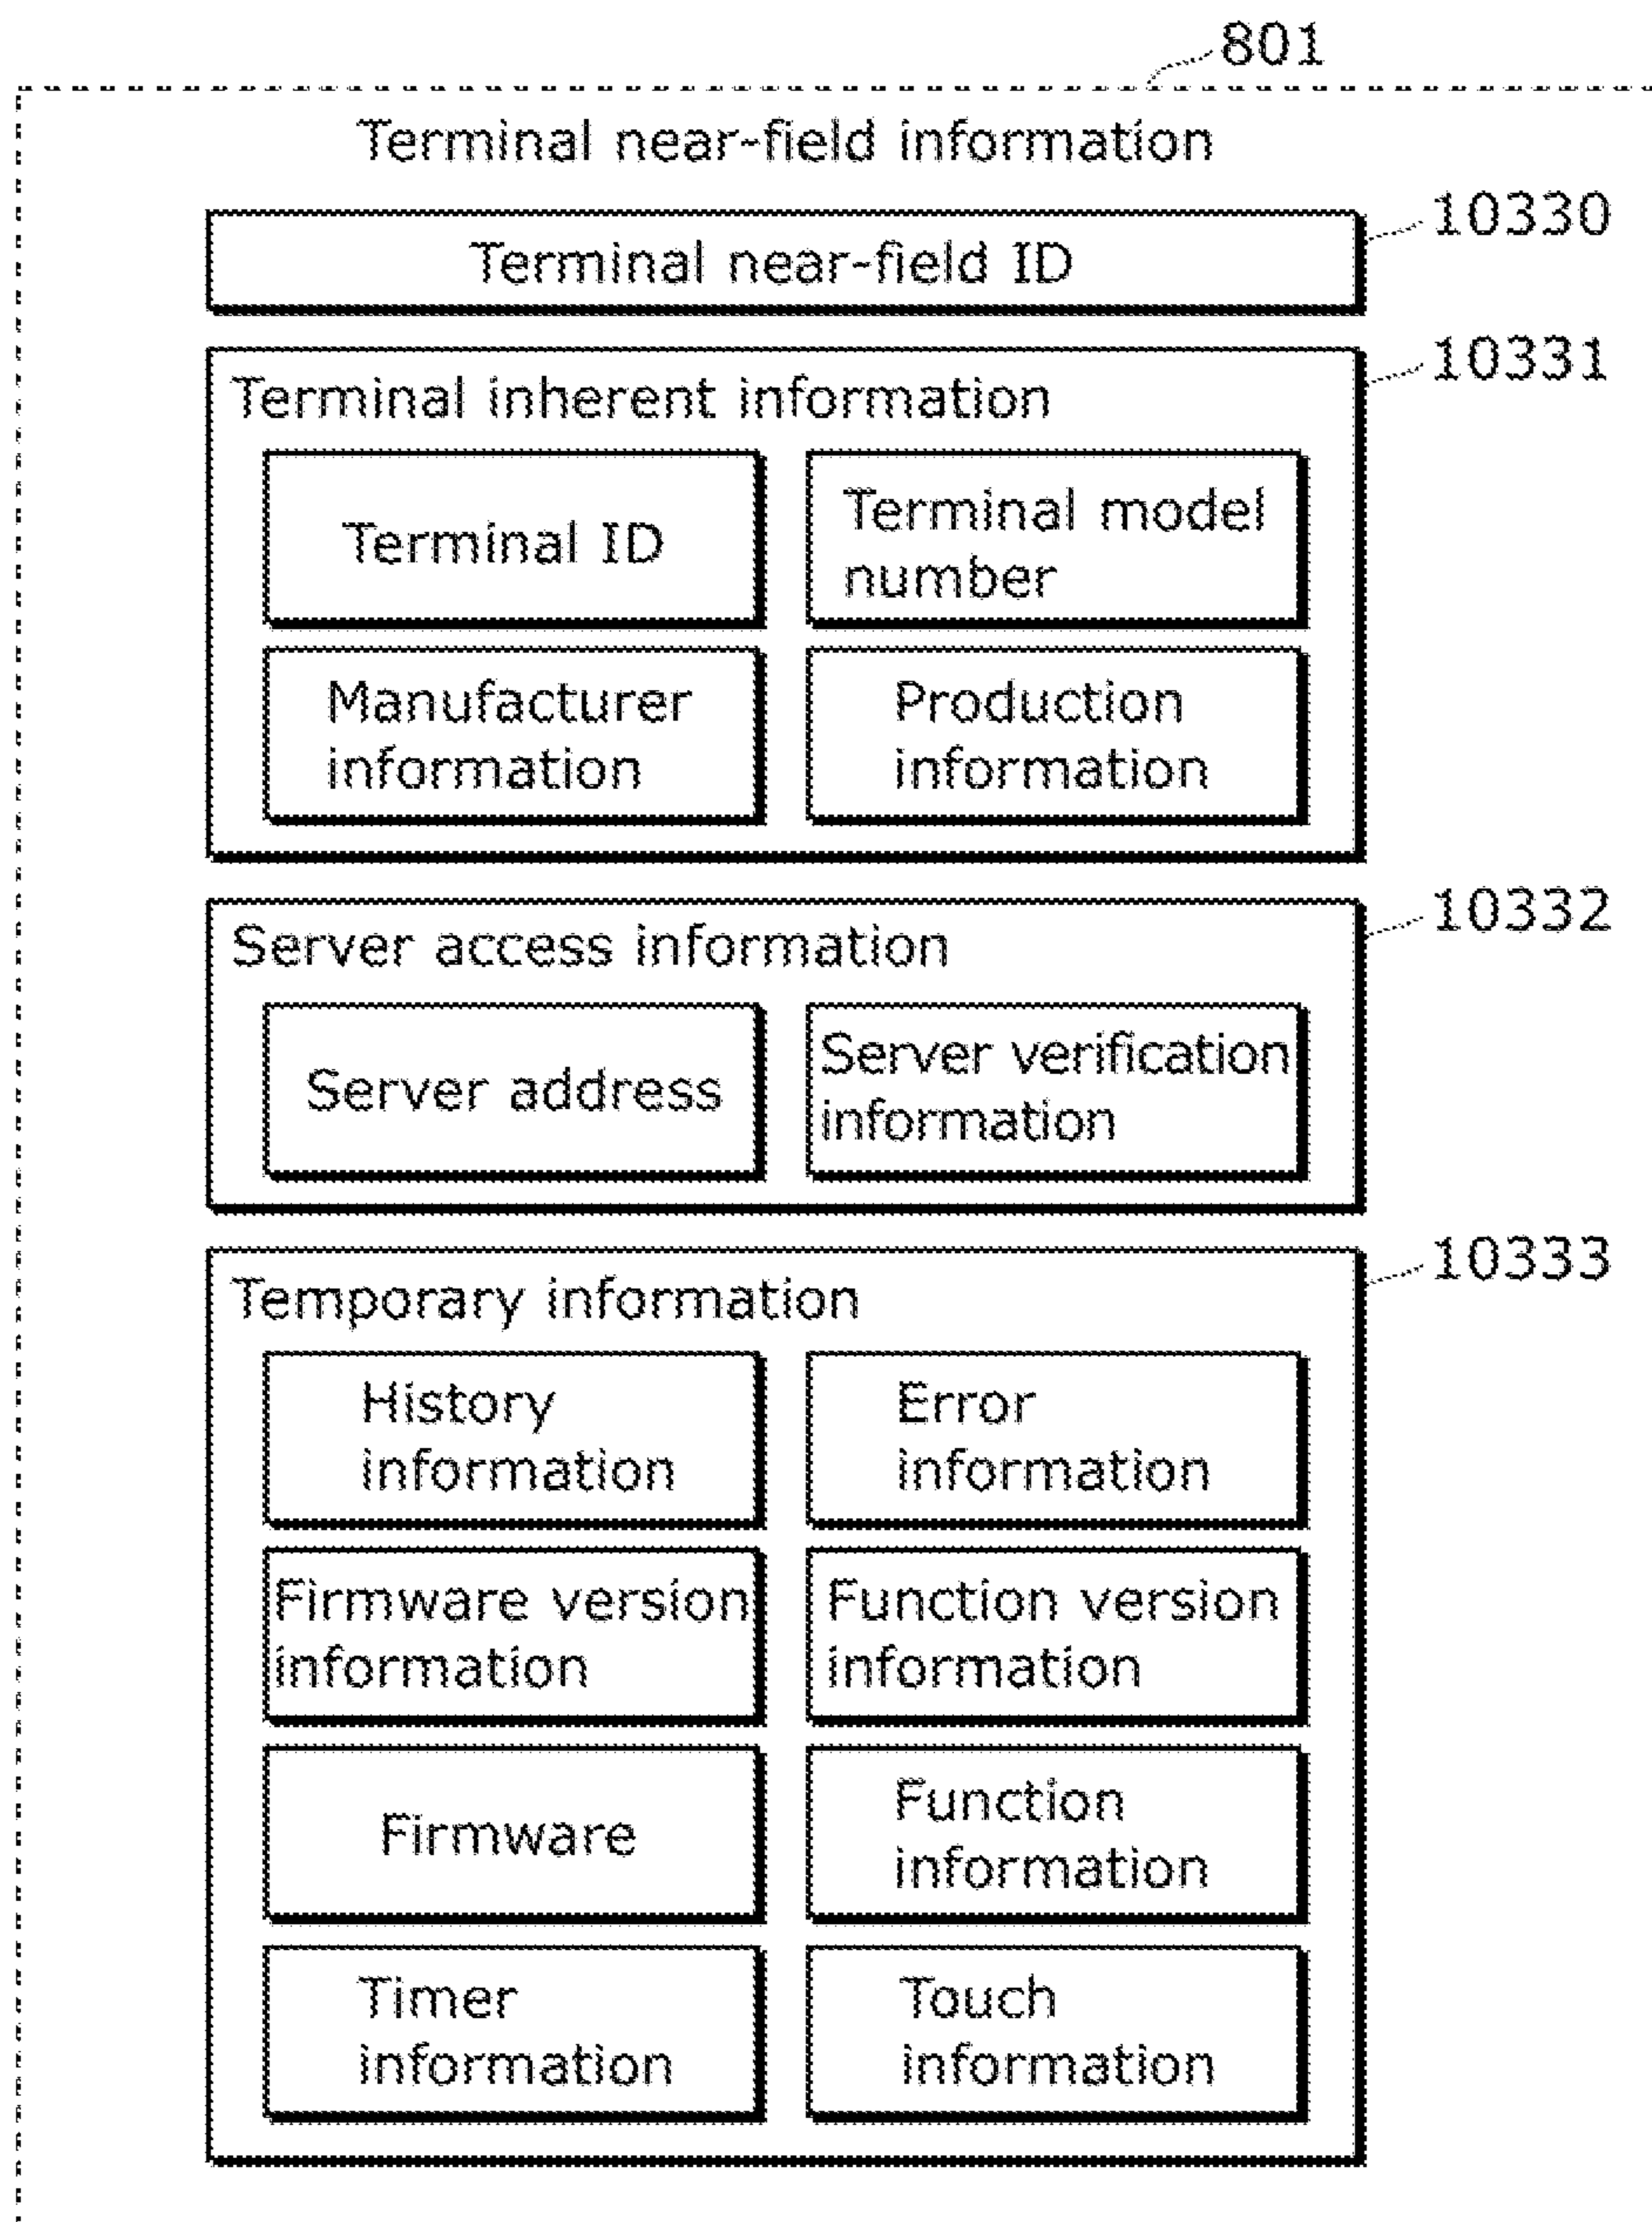 801
Terminal near-field information
10330
Terminal near-field ID
10331
Terminal inherent information
Terminal ID
Terminal model
number
Manufacturer
information
Production
information
10332
Server access information
Server address
Server verification
information
10333
Temporary information
History
information
Error
information
Firmware version
information
Function version
information
Firmware
Function
information
Timer
information
Touch
information